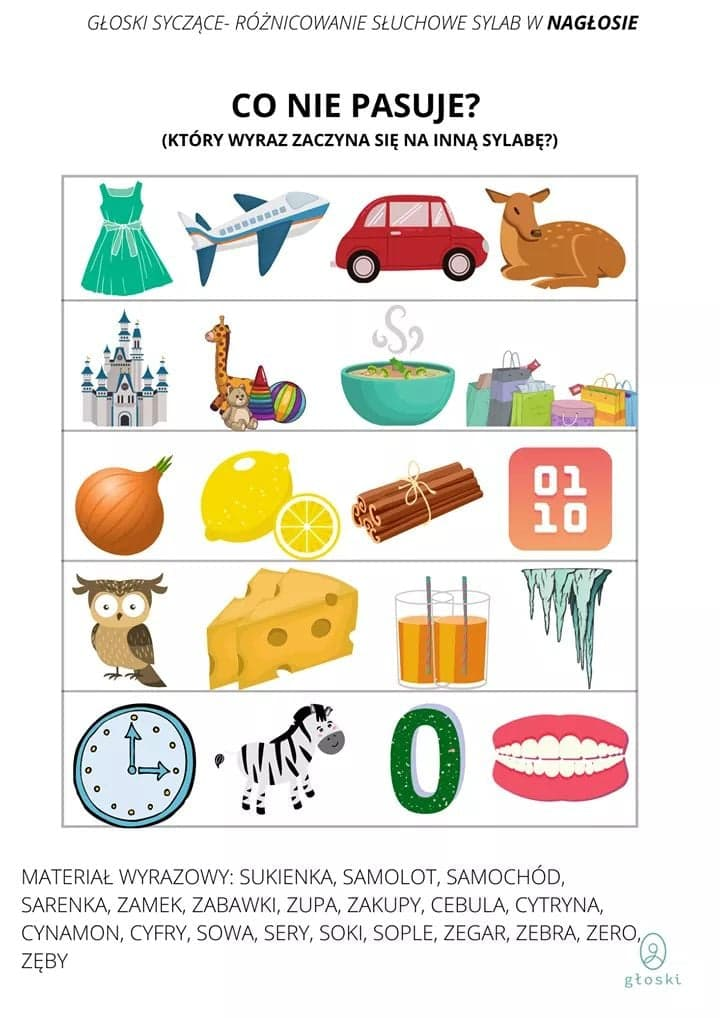 GŁOSKI SYCZĄCE- RÓŻNICOWANIE SŁUCHOWE SYLAB W NAGŁOSIE
CO NIE PASUJE?
(KTÓRY WYRAZ ZACZYNA SIĘ NA INNĄ SYLABĘ?)
01
10
0
MATERIAŁ WYRAZOWY: SUKIENKA, SAMOLOT, SAMOCHÓD,
SARENKA, ZAMEK, ZABAWKI, ZUPA, ZAKUPY, CEBULA, CYTRYNA,
CYNAMON, CYFRY, SOWA, SERY, SOKI, SOPLE, ZEGAR, ZEBRA, ZERO,
ZĘBY
głoski